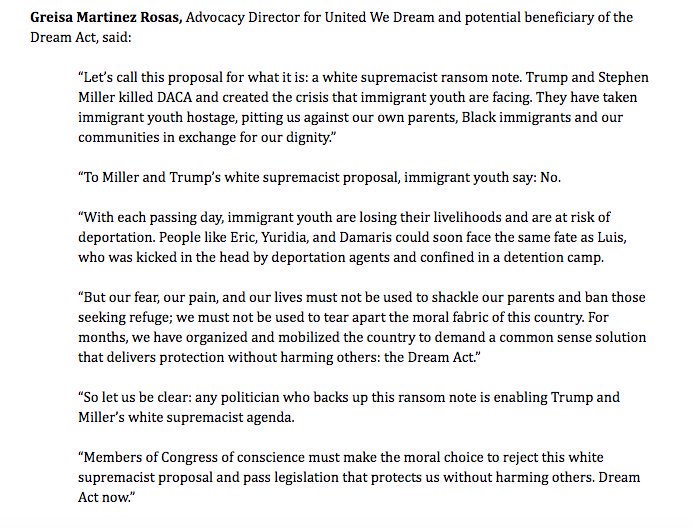 Greisa Martinez Rosas, Advocacy Director for United We Dream and potential beneficiary of the
Dream Act, said:
“Let’s call this proposal for what it is: a white supremacist ransom note. Trump and Stephen
Miller killed DACA and created the crisis that immigrant youth are facing. They have taken
immigrant youth hostage, pitting us against our own parents, Black immigrants and our
communities in exchange for our dignity.”
“To Miller and Trump’s white supremacist proposal, immigrant youth say: No.
“With each passing day, immigrant youth are losing their livelihoods and are at risk of
deportation. People like Eric, Yuridia, and Damaris could soon face the same fate as Luis,
who was kicked in the head by deportation agents and confined in a detention camp.
“But our fear, our pain, and our lives must not be used to shackle our parents and ban those
seeking refuge; we must not be used to tear apart the moral fabric of this country. For
months, we have organized and mobilized the country to demand a common sense solution
that delivers protection without harming others: the Dream Act.”
“So let us be clear: any politician who backs up this ransom note is enabling Trump and
Miller’s white supremacist agenda.
“Members of Congress of conscience must make the moral choice to reject this white
supremacist proposal and pass legislation that protects us without harming others. Dream
Act now.”